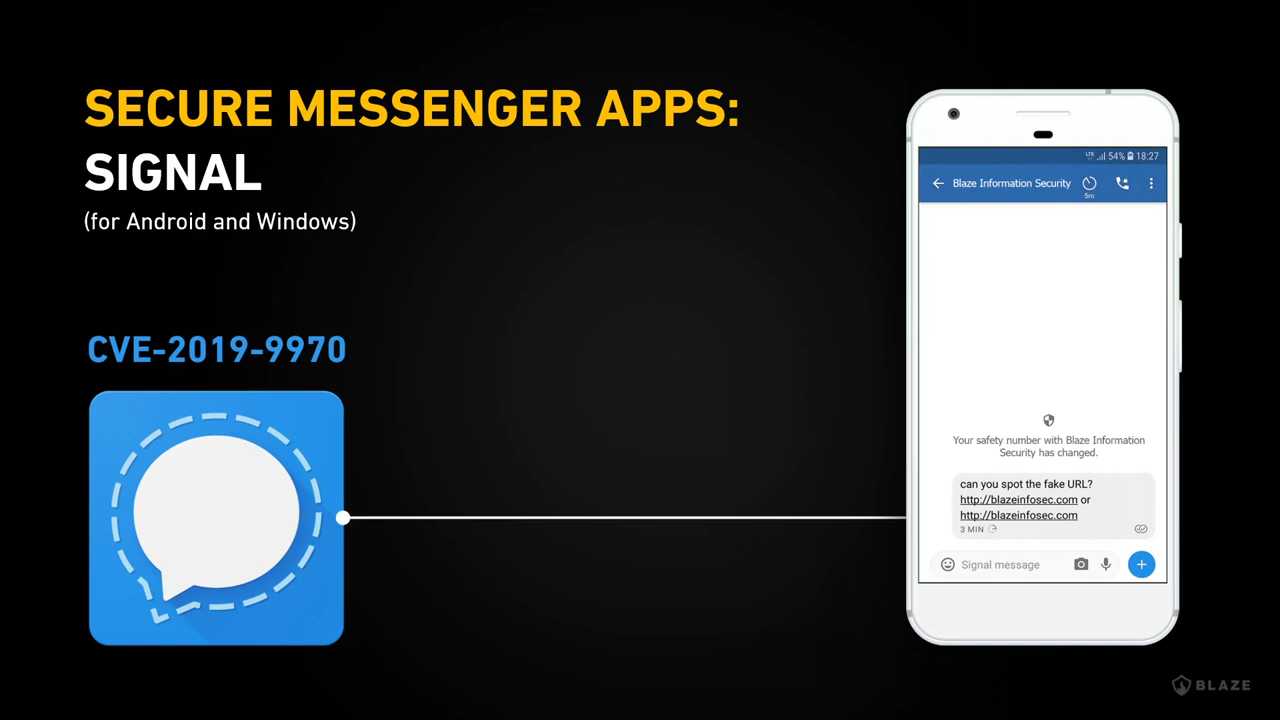 SECURE MESSENGER APPS:
SIGNAL
(for Android and Windows)
CVE-2019-9970
LTE 54% 18:27
Blaze Information Security
5m
Your safety number with Blaze Information
Security has changed.
can you spot the fake URL?
http://blazeinfosec.com or
http://blazeinfosec.com
3 MIN
Signal message
BLAZE